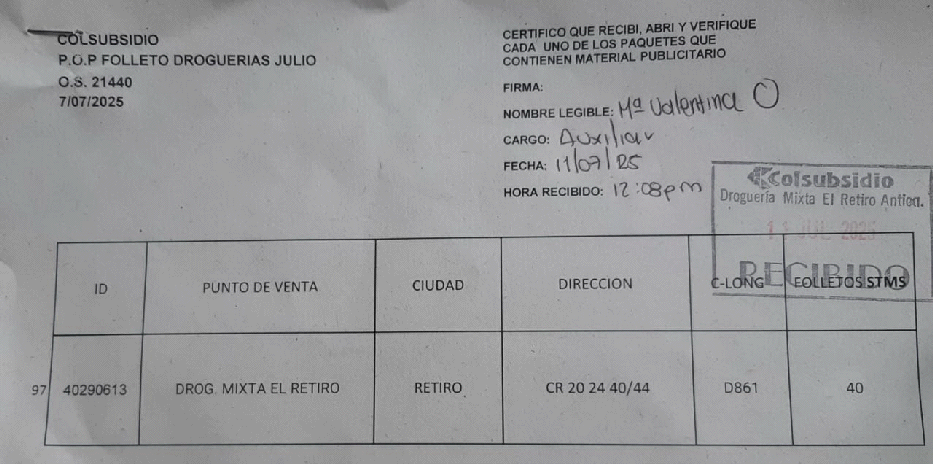 COLSUBSIDIO
P.O.P FOLLETO DROGUERIAS JULIO
O.S. 21440
7/07/2025
CERTIFICO QUE RECIBI, ABRI Y VERIFIQUE
CADA UNO DE LOS PAQUETES QUE
CONTIENEN MATERIAL PUBLICITARIO
FIRMA:
NOMBRE LEGIBLE: Mª Valentina O
CARGO: Auxiliar
FECHA: 11/07/25
HORA RECIBIDO: 12:08pm
Colsubsidio
Droguería Mixta El Retiro Antioq.
JUL 2025
RECIBIDO
ID PUNTO DE VENTA CIUDAD DIRECCION C-LONG FOLLETOS STMS
97 40290613 DROG. MIXTA EL RETIRO RETIRO CR 20 24 40/44 D861 40